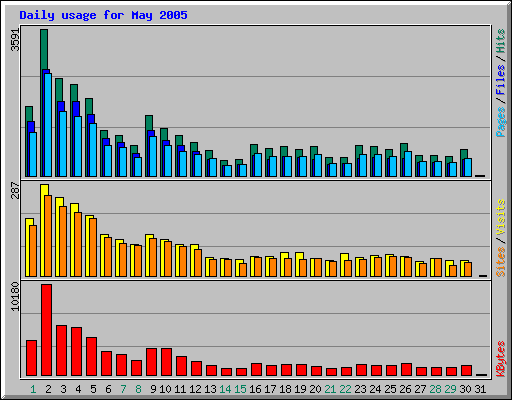 Daily usage for May 2005
3591
Pages / Files / Hits
287
Sites / Visits
10180
KBytes
1 2 3 4 5 6 7 8 9 10 11 12 13 14 15 16 17 18 19 20 21 22 23 24 25 26 27 28 29 30 31